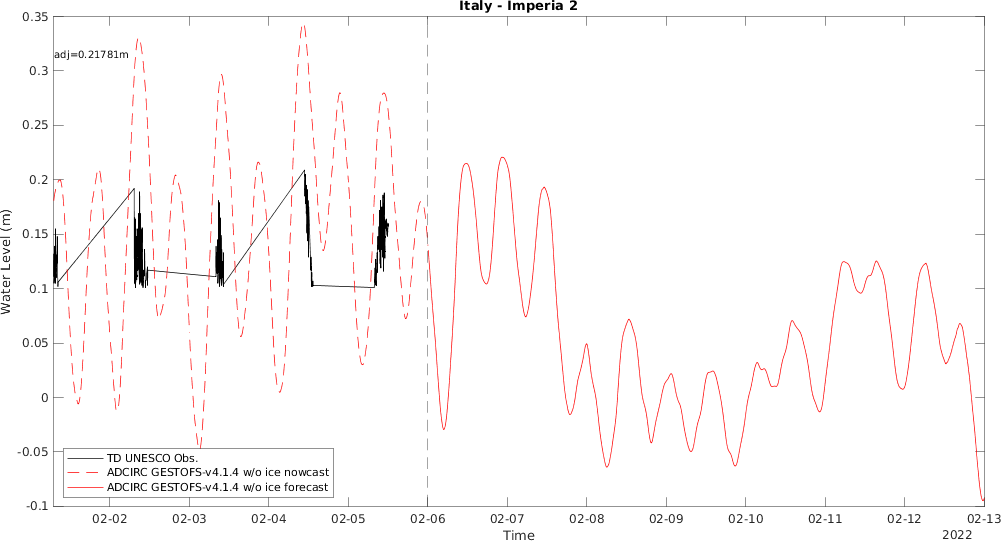 Italy - Imperia 2
adj=0.21781m
0.35
0.3
0.25
0.2
0.15
0.1
0.05
0
-0.05
-0.1
Water Level (m)
TD UNESCO Obs.
ADCIRC GESTOFS-v4.1.4 w/o ice nowcast
ADCIRC GESTOFS-v4.1.4 w/o ice forecast
02-02 02-03 02-04 02-05 02-06 02-07 02-08 02-09 02-10 02-11 02-12 02-13
Time
2022